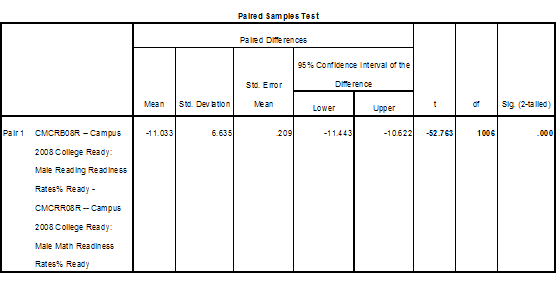 Paired Samples Test
Paired Differences
95% Confidence Interval of the
Difference
Std. Error
Mean Std. Deviation Mean Lower Upper t df Sig. (2-tailed)
Pair 1 CMCRB08R – Campus -11.033 6.635 .209 -11.443 -10.622 -52.763 1006 .000
2008 College Ready:
Male Reading Readiness
Rates% Ready -
CMCRR08R – Campus
2008 College Ready:
Male Math Readiness
Rates% Ready